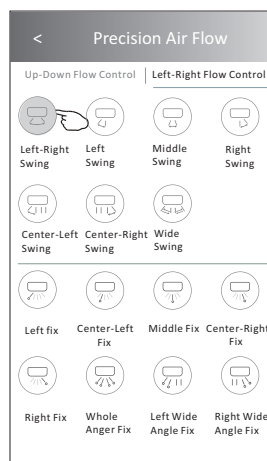 < Precision Air Flow
Up-Down Flow Control Left-Right Flow Control
Left-Right Left Middle Right
Swing Swing Swing Swing
Center-Left Center-Right Wide
Swing Swing Swing
Left fix Center-Left Middle Fix Center-Right
Fix Fix
Right Fix Whole Left Wide Right Wide
Anger Fix Angle Fix Angle Fix